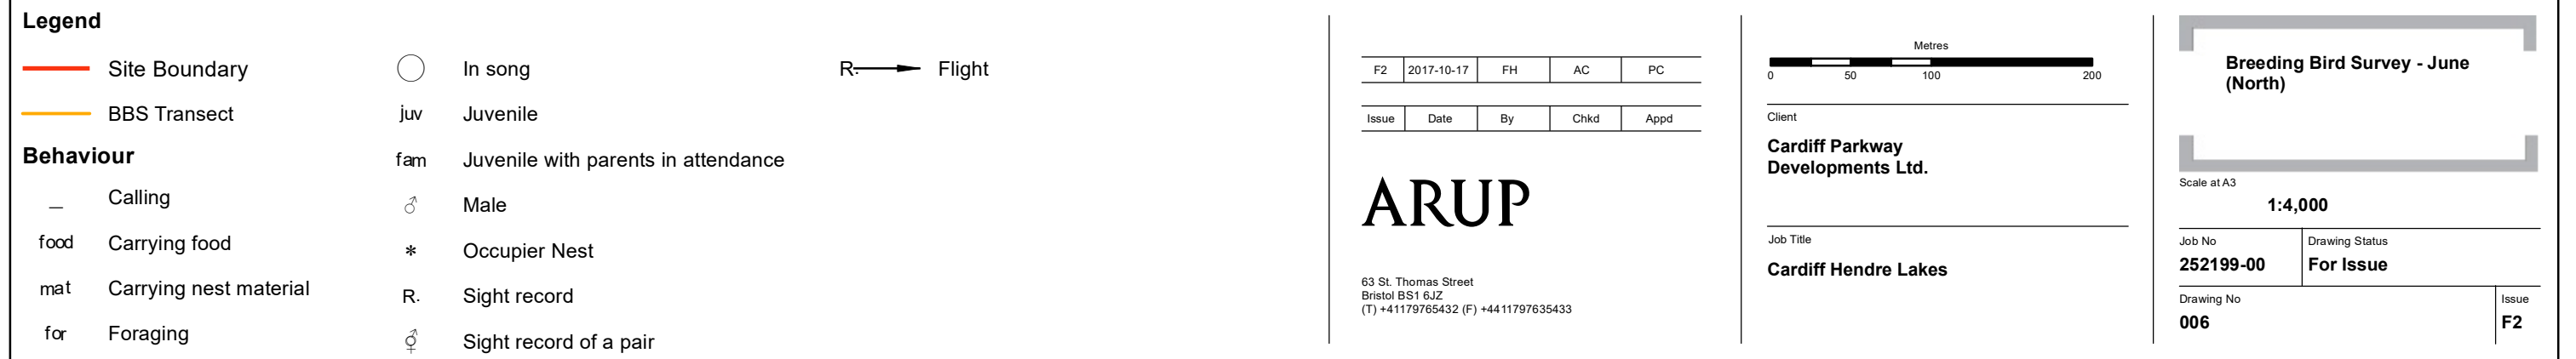 Legend
Site Boundary
BBS Transect
Behaviour
_ Calling
food Carrying food
mat Carrying nest material
for Foraging
In song
juv Juvenile
fam Juvenile with parents in attendance
♂ Male
* Occupier Nest
R. Sight record
⚥ Sight record of a pair
R. Flight
F2 2017-10-17 FH AC PC
Issue Date By Chkd Appd
ARUP
63 St. Thomas Street
Bristol BS1 6JZ
(T) +41179765432 (F) +4411797635433
Metres
0 50 100 200
Client
Cardiff Parkway
Developments Ltd.
Job Title
Cardiff Hendre Lakes
Breeding Bird Survey - June
(North)
Scale at A3
1:4,000
Job No Drawing Status
252199-00 For Issue
Drawing No Issue
006 F2